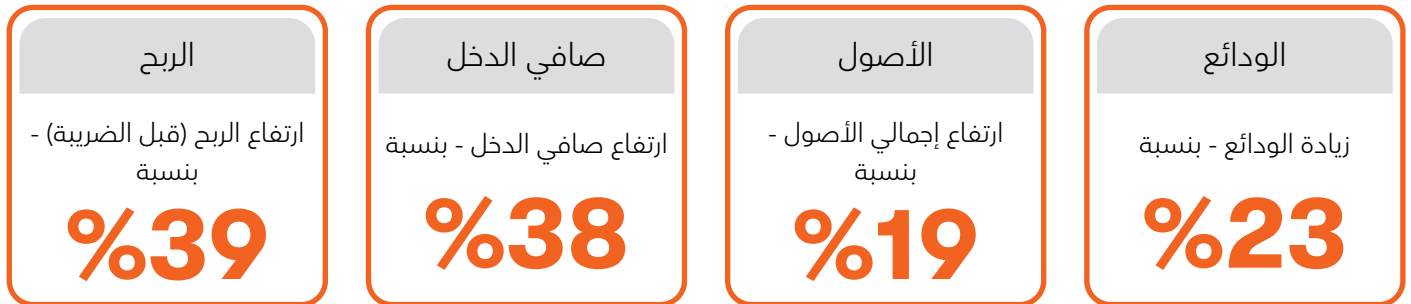 الودائع
زيادة الودائع - بنسبة
%23
الأصول
ارتفاع إجمالي الأصول -
بنسبة
%19
صافي الدخل
ارتفاع صافي الدخل - بنسبة
%38
الربح
ارتفاع الربح (قبل الضريبة) -
بنسبة
%39